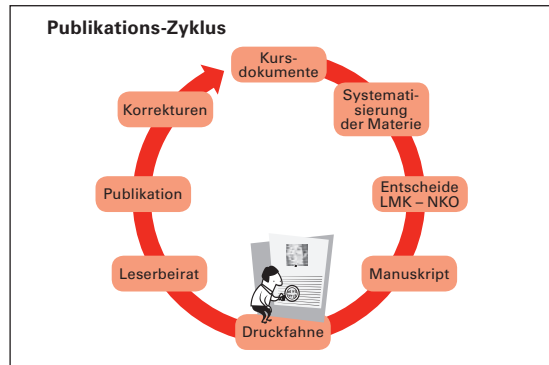 Publikations-Zyklus
Kurs-
dokumente
Systemati-
sierung
der Materie
Entscheide
LMK – NKO
Manuskript
Druckfahne
Leserbeirat
Publikation
Korrekturen